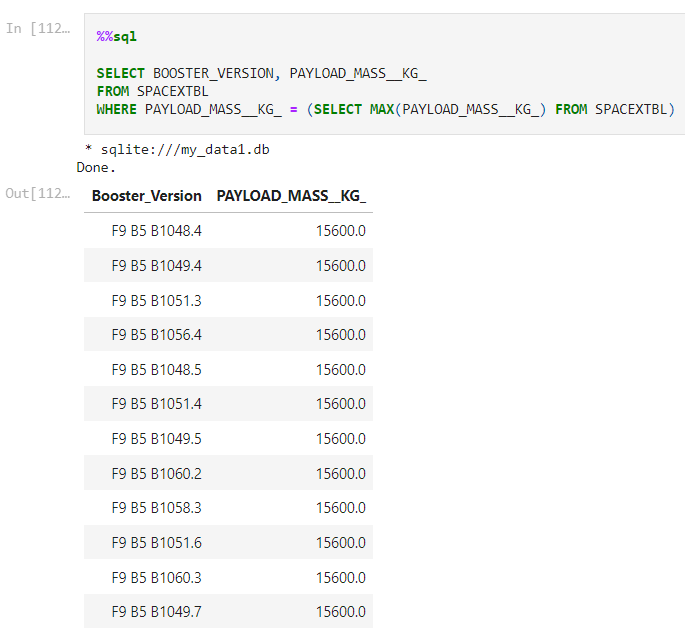 In [112…
%%sql
SELECT BOOSTER_VERSION, PAYLOAD_MASS__KG_
FROM SPACEXTBL
WHERE PAYLOAD_MASS__KG_ = (SELECT MAX(PAYLOAD_MASS__KG_) FROM SPACEXTBL)
* sqlite:///my_data1.db
Done.
Out[112…
Booster_Version PAYLOAD_MASS__KG_
F9 B5 B1048.4 15600.0
F9 B5 B1049.4 15600.0
F9 B5 B1051.3 15600.0
F9 B5 B1056.4 15600.0
F9 B5 B1048.5 15600.0
F9 B5 B1051.4 15600.0
F9 B5 B1049.5 15600.0
F9 B5 B1060.2 15600.0
F9 B5 B1058.3 15600.0
F9 B5 B1051.6 15600.0
F9 B5 B1060.3 15600.0
F9 B5 B1049.7 15600.0